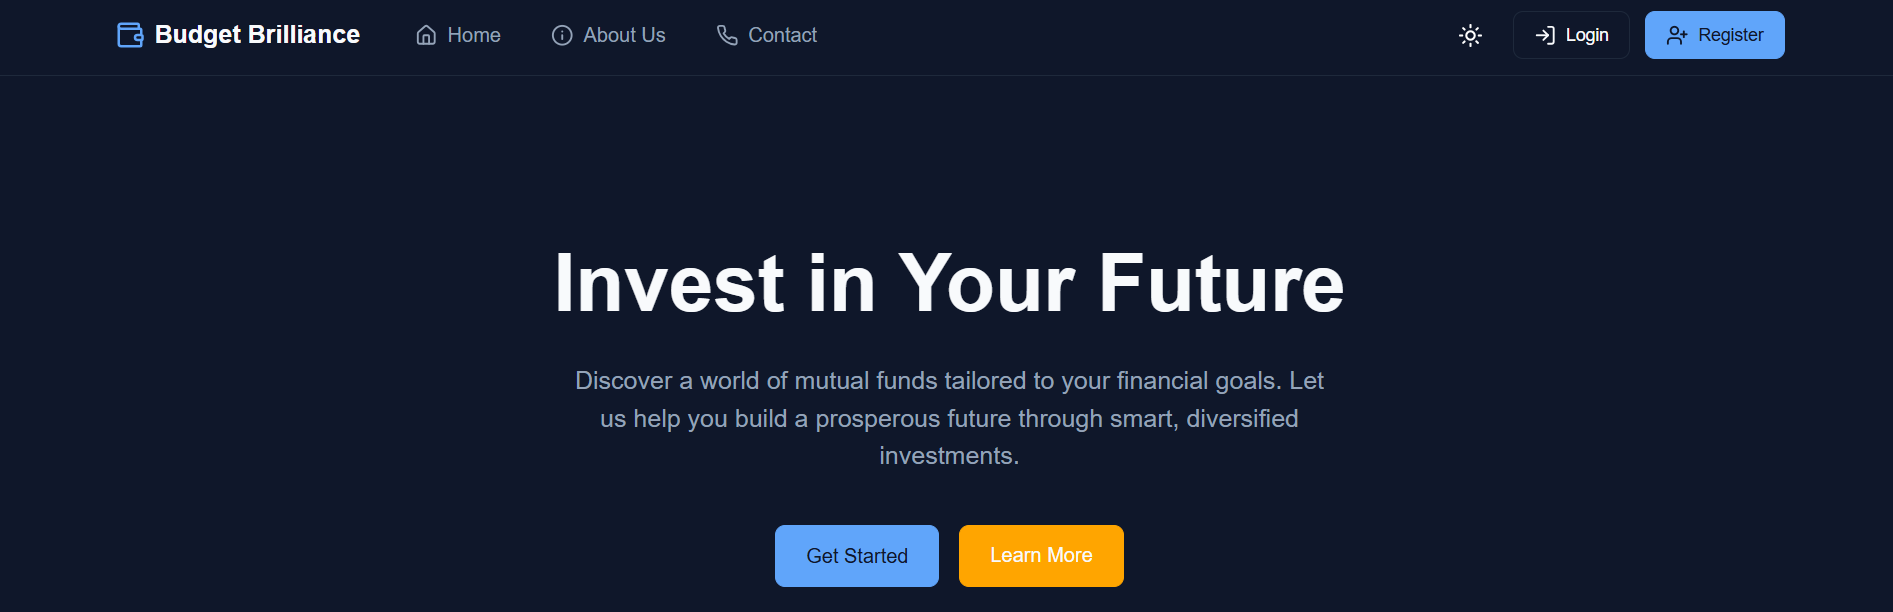 Budget Brilliance
Home
About Us
Contact
Login
Register
Invest in Your Future
Discover a world of mutual funds tailored to your financial goals. Let
us help you build a prosperous future through smart, diversified
investments.
Get Started
Learn More